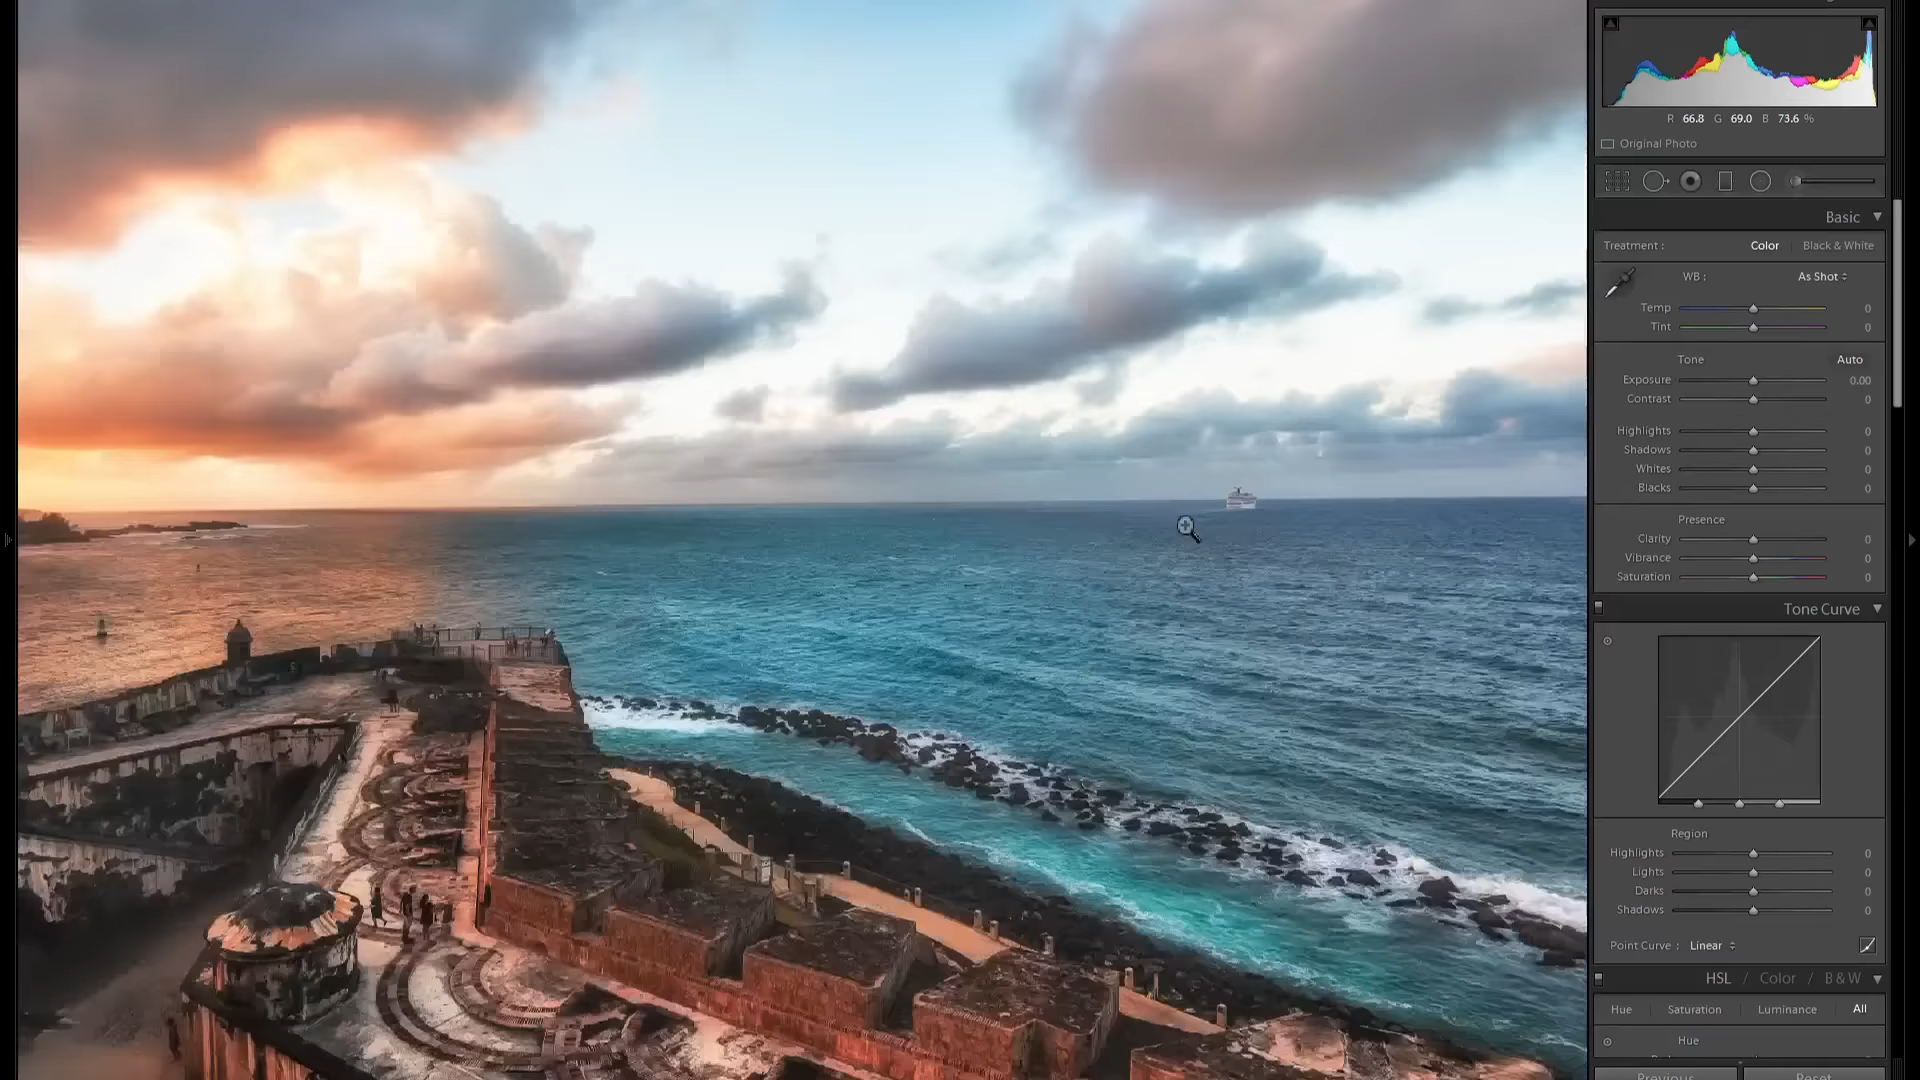 R 66.8 G 69.0 B 73.6 %
Original Photo
Basic
Treatment : Color Black & White
WB : As Shot
Temp 0
Tint 0
Tone Auto
Exposure 0.00
Contrast 0
Highlights 0
Shadows 0
Whites 0
Blacks 0
Presence
Clarity 0
Vibrance 0
Saturation 0
Tone Curve
Region
Highlights 0
Lights 0
Darks 0
Shadows 0
Point Curve : Linear
HSL / Color / B & W
Hue Saturation Luminance All
Hue
Previous Reset